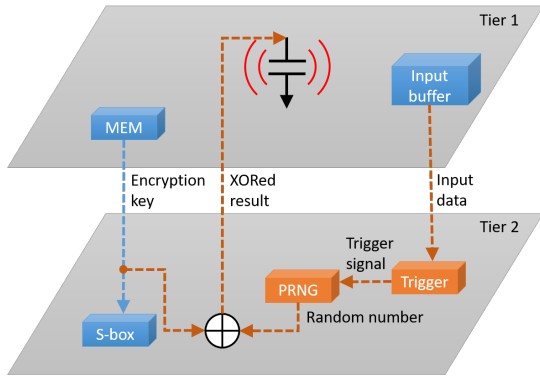 Tier 1
Input
buffer
MEM
Encryption
key
XORed
result
Input
data
Tier 2
Trigger
signal
Trigger
PRNG
Random number
S-box